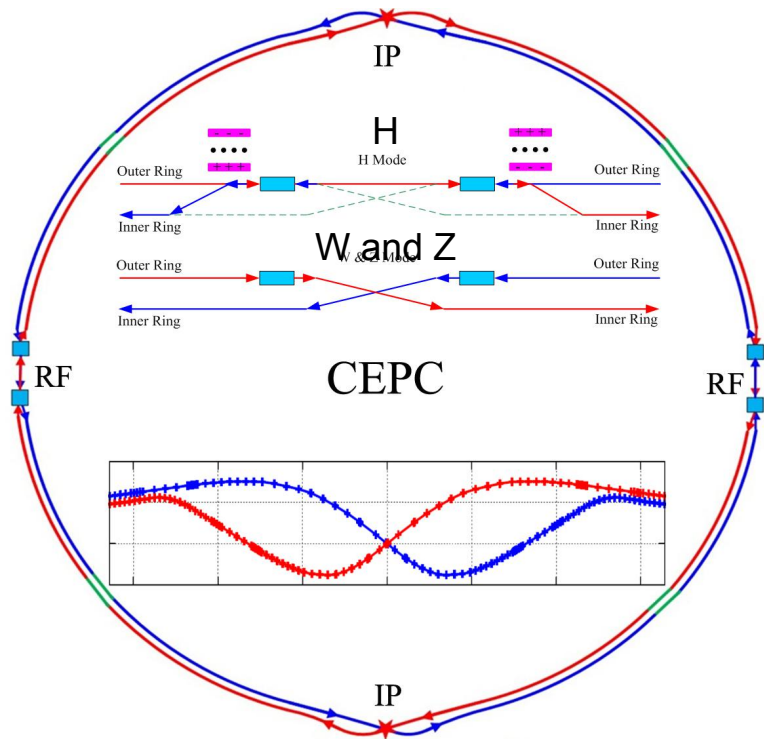 IP
H
- - -
+ + +
H Mode
+ + +
- - -
Outer Ring
Outer Ring
Inner Ring
Inner Ring
W and Z
W & Z Mode
Outer Ring
Outer Ring
Inner Ring
Inner Ring
RF
CEPC
RF
IP